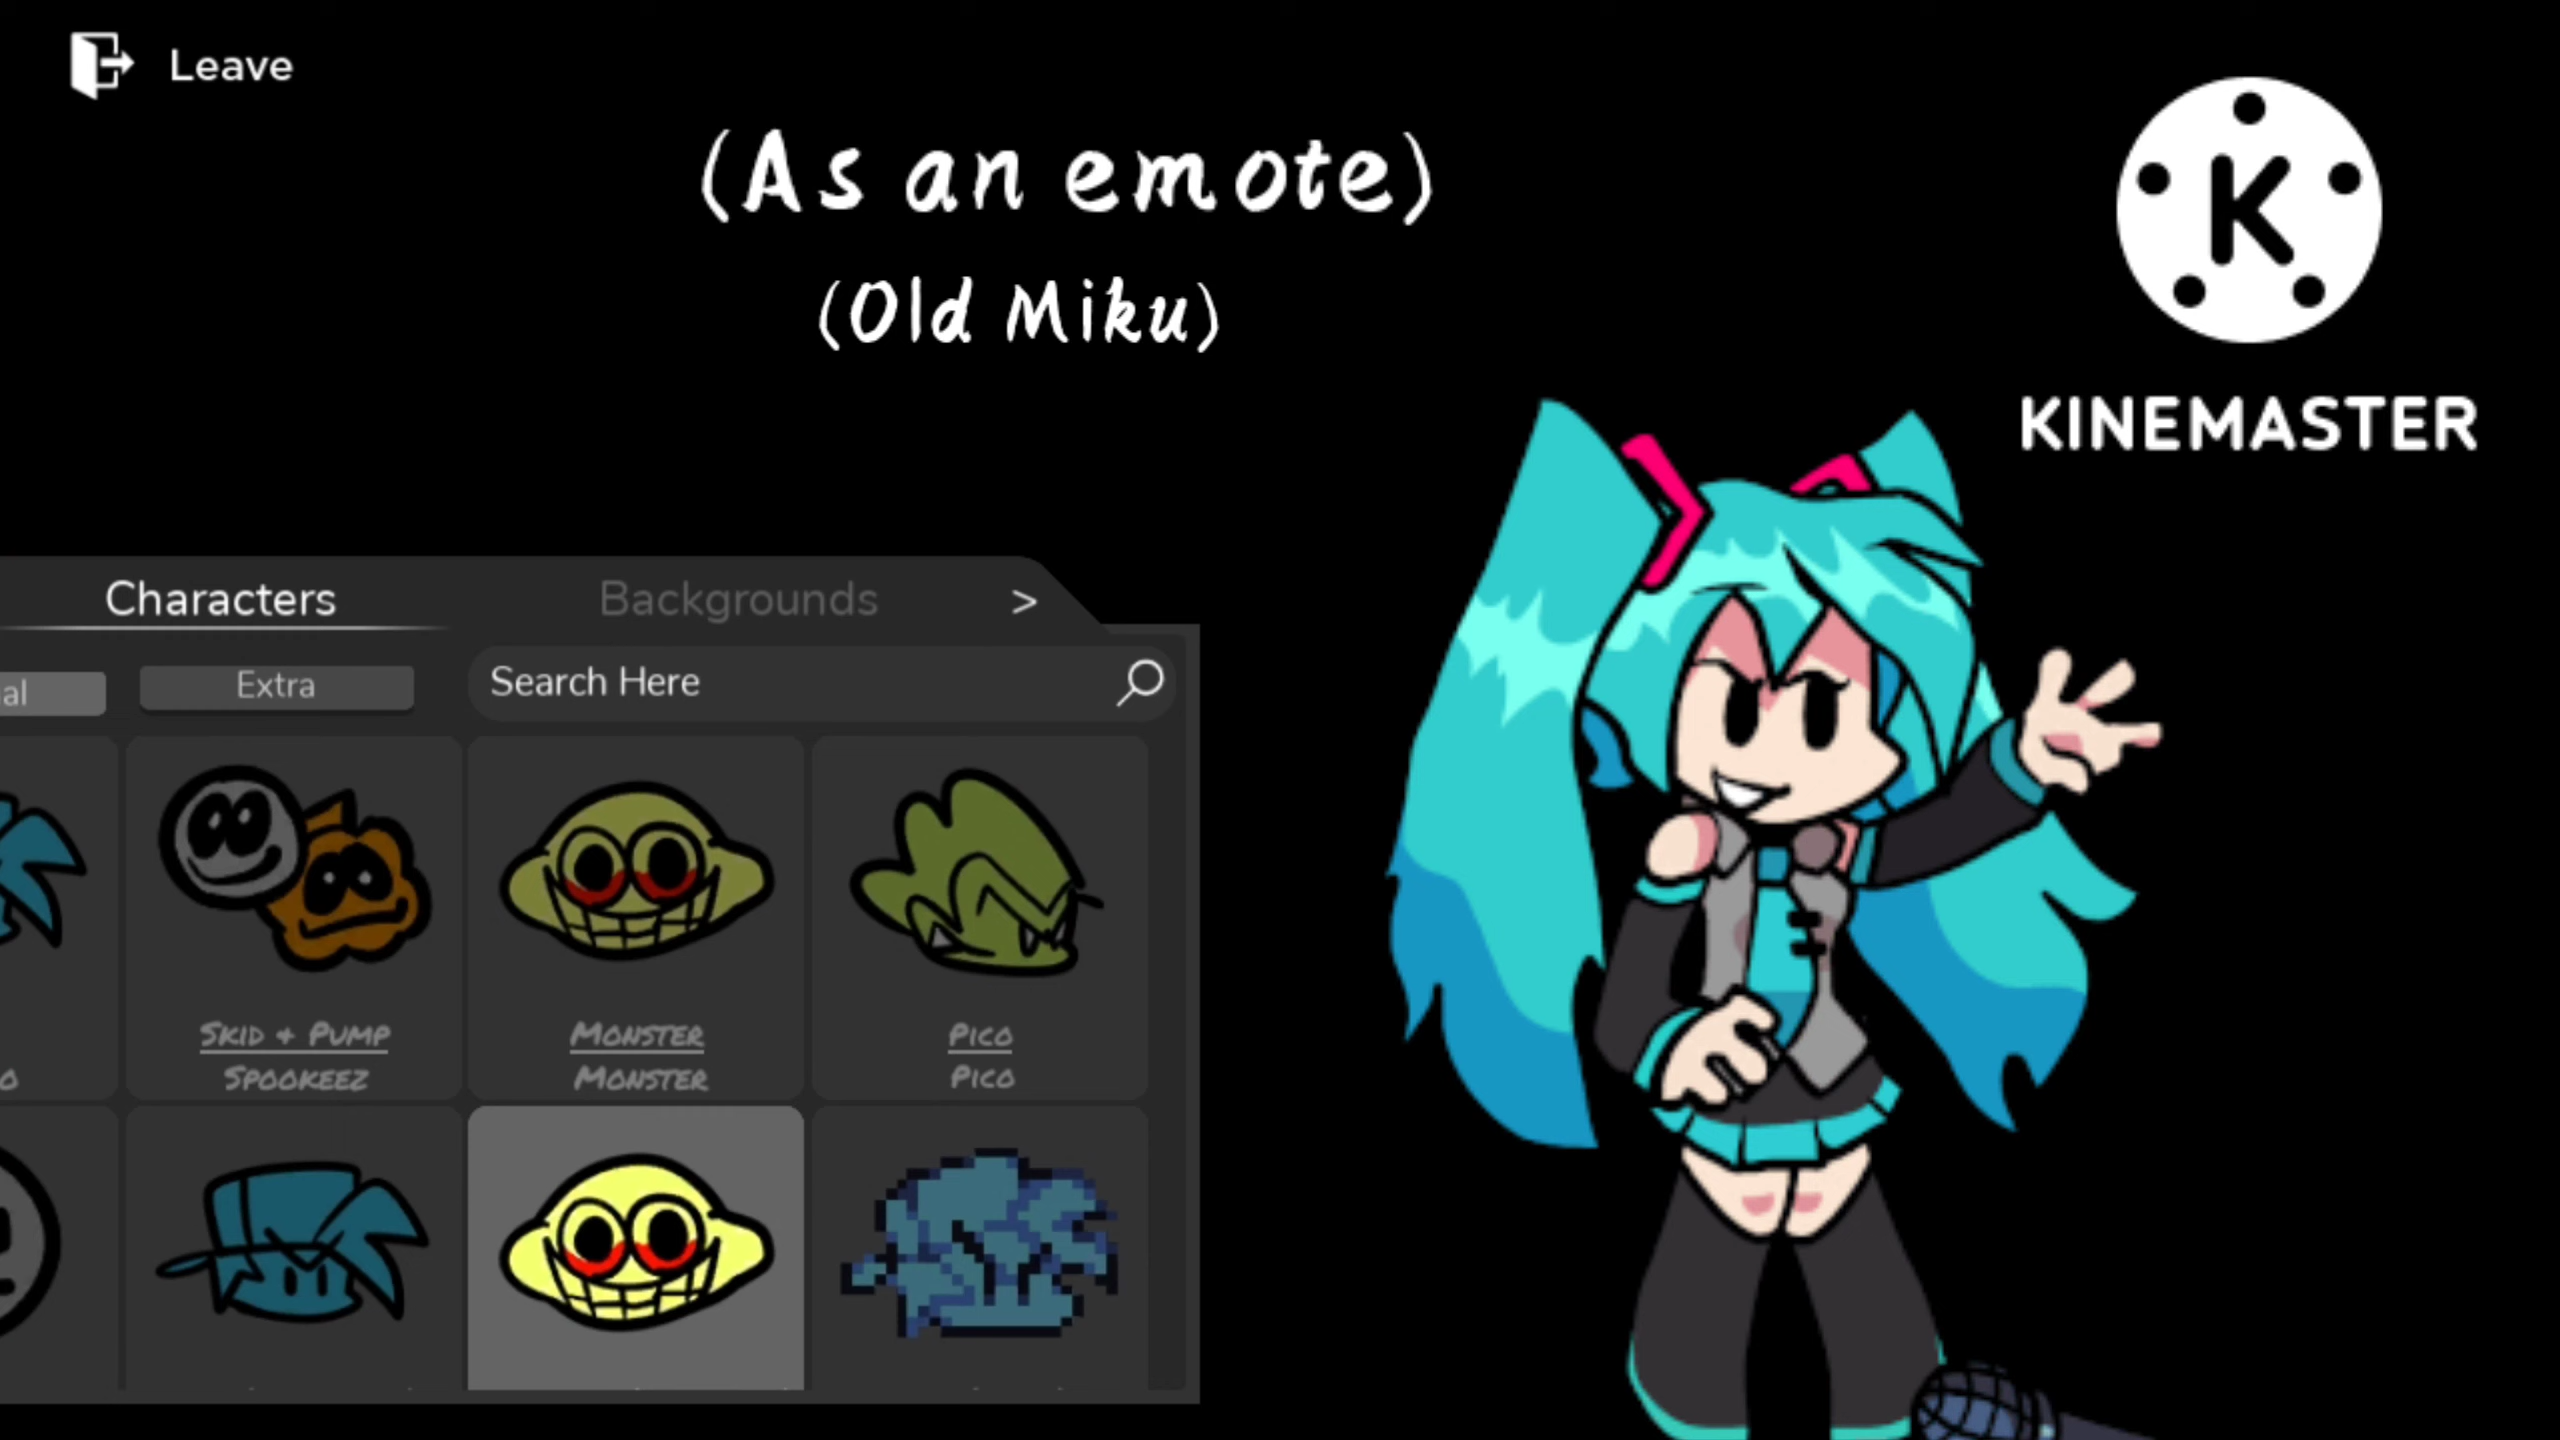 Leave
(As an emote)
(Old Miku)
K
KINEMASTER
Characters
Backgrounds
>
al
Extra
Search Here
Skid + Pump
Monster
Pico
o
Spookeez
Monster
Pico